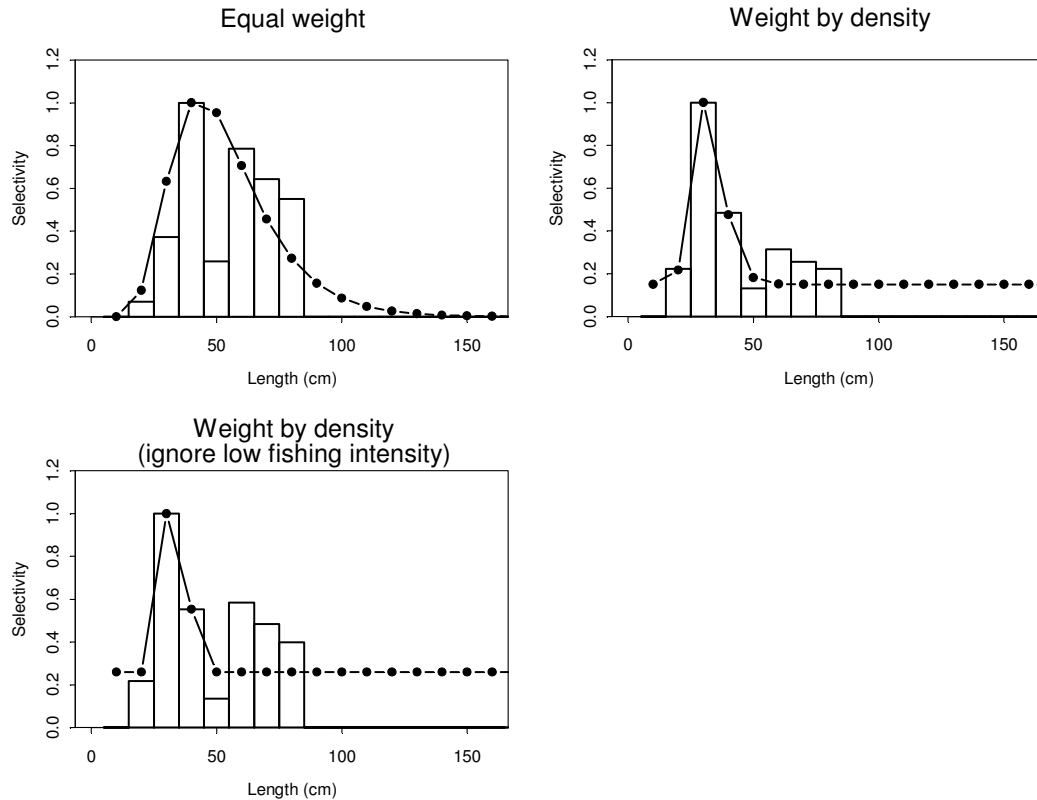 Equal weight
1.2
1.0
0.8
0.6
0.4
0.2
0.0
Selectivity
0 50 100 150
Length (cm)
Weight by density
1.2
1.0
0.8
0.6
0.4
0.2
0.0
Selectivity
0 50 100 150
Length (cm)
Weight by density
(ignore low fishing intensity)
1.2
1.0
0.8
0.6
0.4
0.2
0.0
Selectivity
0 50 100 150
Length (cm)